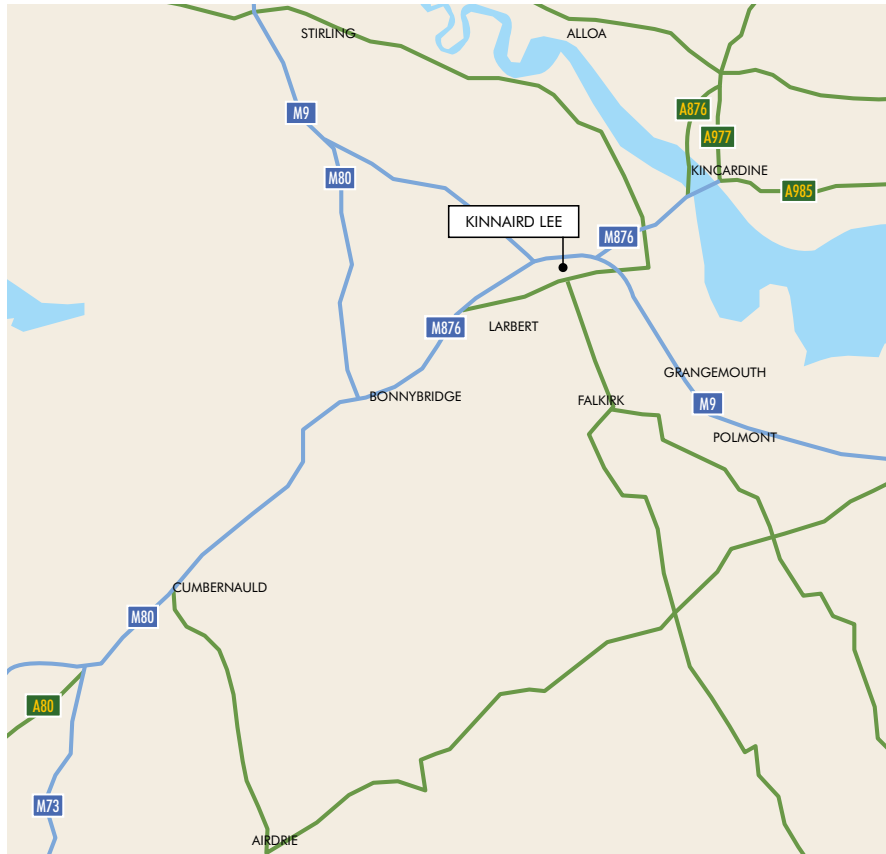 STIRLING
ALLOA
M9
A876
A977
M80
KINCARDINE
A985
KINNAIRD LEE
M876
M876
LARBERT
GRANGEMOUTH
BONNYBRIDGE
FALKIRK
M9
POLMONT
CUMBERNAULD
M80
A80
M73
AIRDRIE